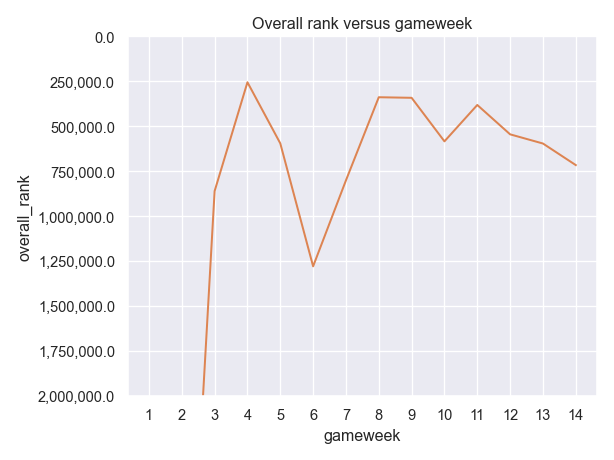 Overall rank versus gameweek
0.0
250,000.0
500,000.0
750,000.0
1,000,000.0
1,250,000.0
1,500,000.0
1,750,000.0
2,000,000.0
overall_rank
1 2 3 4 5 6 7 8 9 10 11 12 13 14
gameweek